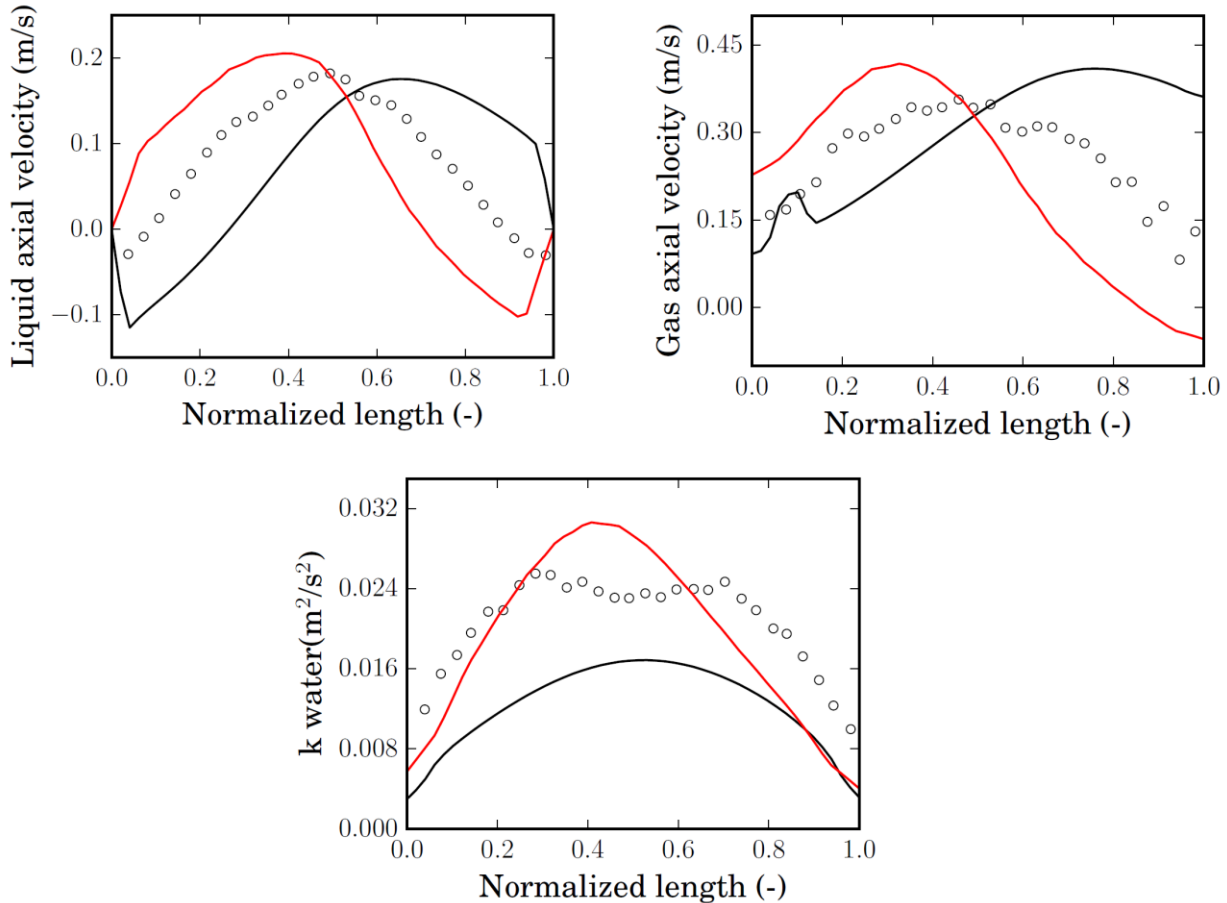 Liquid axial velocity (m/s)
0.2
0.1
0.0
−0.1
0.0 0.2 0.4 0.6 0.8 1.0
Normalized length (-)
Gas axial velocity (m/s)
0.45
0.30
0.15
0.00
0.0 0.2 0.4 0.6 0.8 1.0
Normalized length (-)
k water(m²/s²)
0.032
0.024
0.016
0.008
0.000
0.0 0.2 0.4 0.6 0.8 1.0
Normalized length (-)